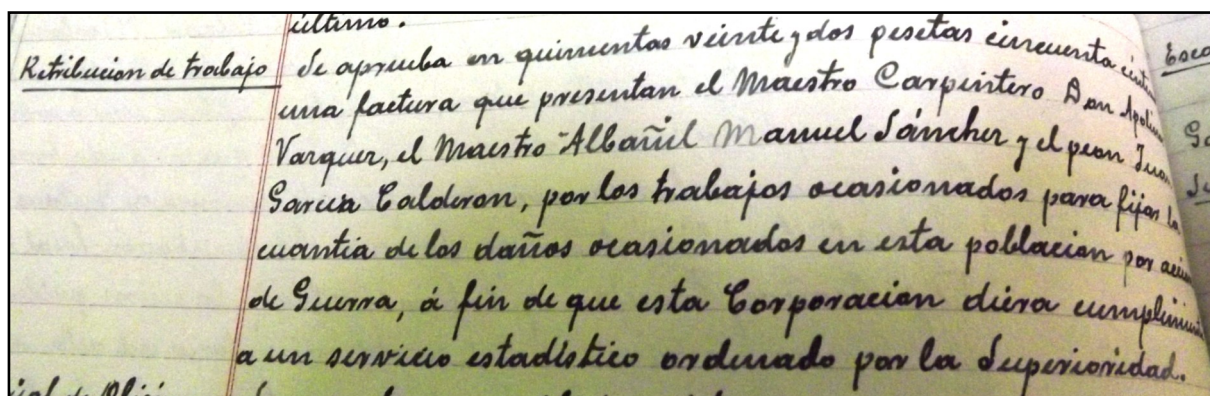 último.
Retribucion de trabajo Se aprueba en quinientas veinte y dos pesetas cincuenta
una factura que presentan el Maestro Carpintero Don
Vazquez, el Maestro Albañil Manuel Sánchez y el peon Juan
Garcia Calderon, por los trabajos ocasionados para fijar la
cuantia de los daños ocasionados en esta poblacion por
de Guerra, á fin de que esta Corporacion diera
a un servicio estadístico ordenado por la Superioridad.